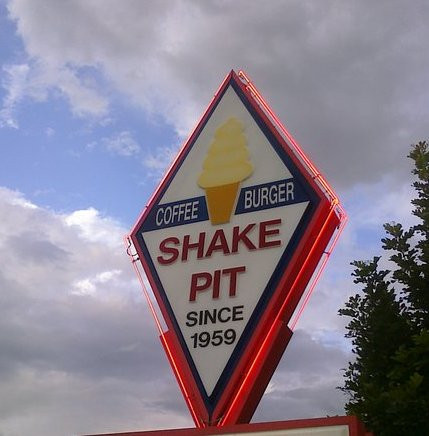 COFFEE BURGER
SHAKE
PIT
SINCE
1959